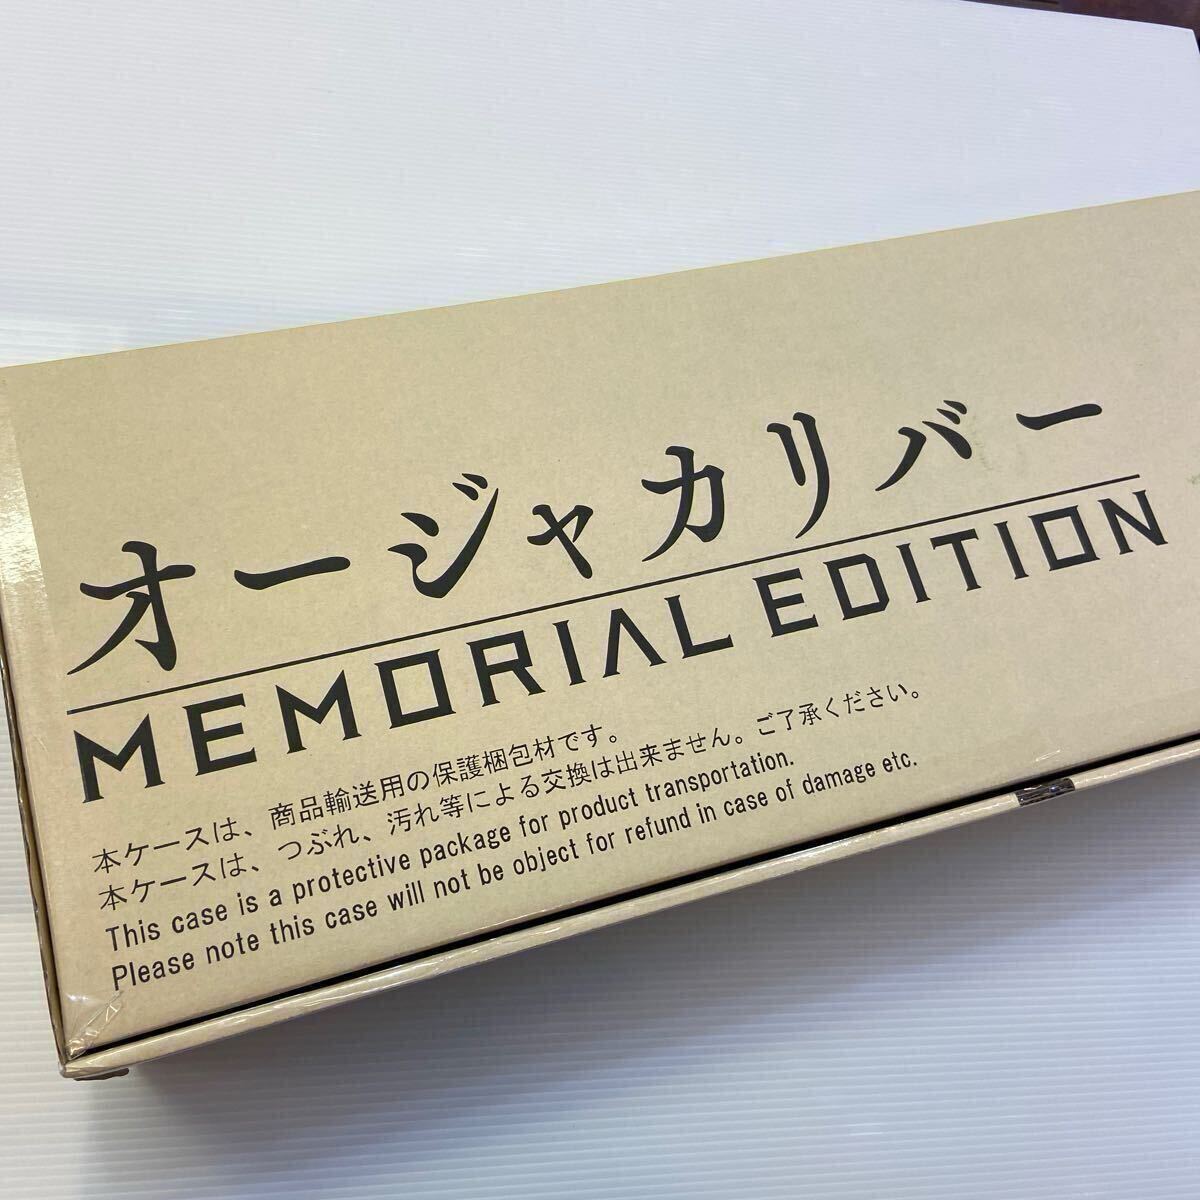 オージャカリバー
MEMORIAL EDITION
本ケースは、商品輸送用の保護梱包材です。
本ケースは、つぶれ、汚れ等による交換は出来ません。ご了承ください。
This case is a protective package for product transportation.
Please note this case will not be object for refund in case of damage etc.